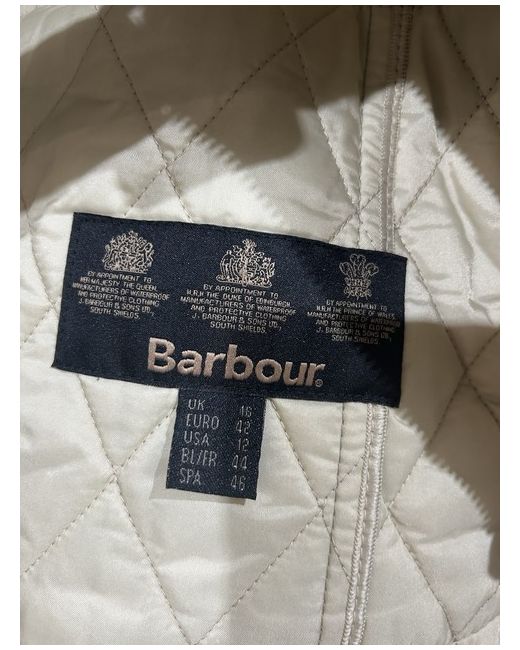 BY APPOINTMENT TO
HER MAJESTY THE QUEEN
MANUFACTURERS OF WATERPROOF
AND PROTECTIVE CLOTHING
J. BARBOUR & SONS LTD,
SOUTH SHIELDS.
BY APPOINTMENT TO
H.R.H THE DUKE OF EDINBURGH
MANUFACTURERS OF WATERPROOF
AND PROTECTIVE CLOTHING
J. BARBOUR & SONS LTD,
SOUTH SHIELDS
BY APPOINTMENT TO
H.R.H THE PRINCE OF WALES
MANUFACTURERS OF WATERPROOF
AND PROTECTIVE CLOTHING
J. BARBOUR & SONS LTD,
SOUTH SHIELDS.
Barbour®
UK 16
EURO 42
USA 12
BL/FR 44
SPA 46